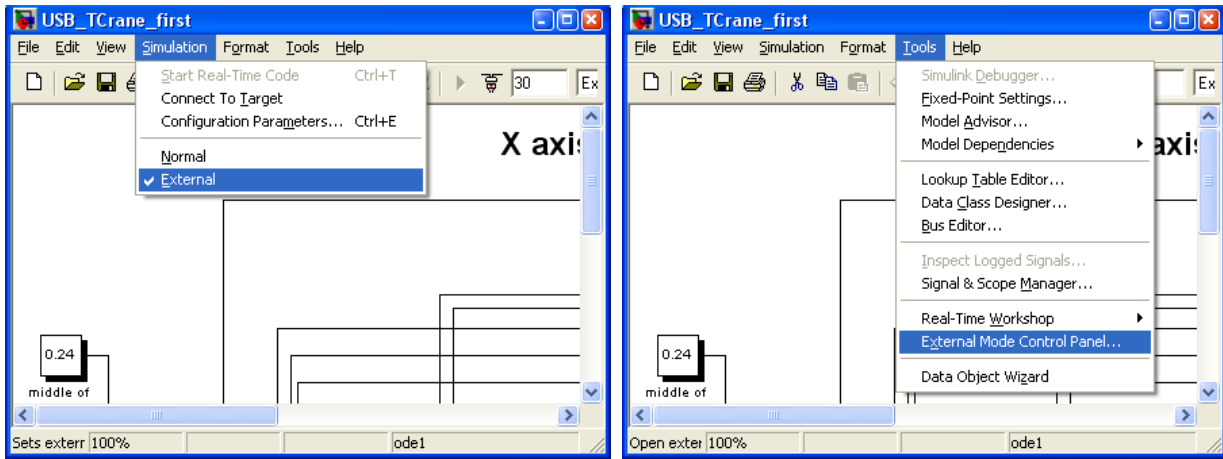 USB_TCrane_first
File Edit View Simulation Format Tools Help
Start Real-Time Code Ctrl+T
Connect To Target
Configuration Parameters... Ctrl+E
Normal
External
30
Ex
X axis
0.24
middle of
Sets exterr 100% ode1
USB_TCrane_first
File Edit View Simulation Format Tools Help
Simulink Debugger...
Fixed-Point Settings...
Model Advisor...
Model Dependencies
Lookup Table Editor...
Data Class Designer...
Bus Editor...
Inspect Logged Signals...
Signal & Scope Manager...
Real-Time Workshop
External Mode Control Panel...
Data Object Wizard
Ex
axis
0.24
middle of
Open exter 100% ode1